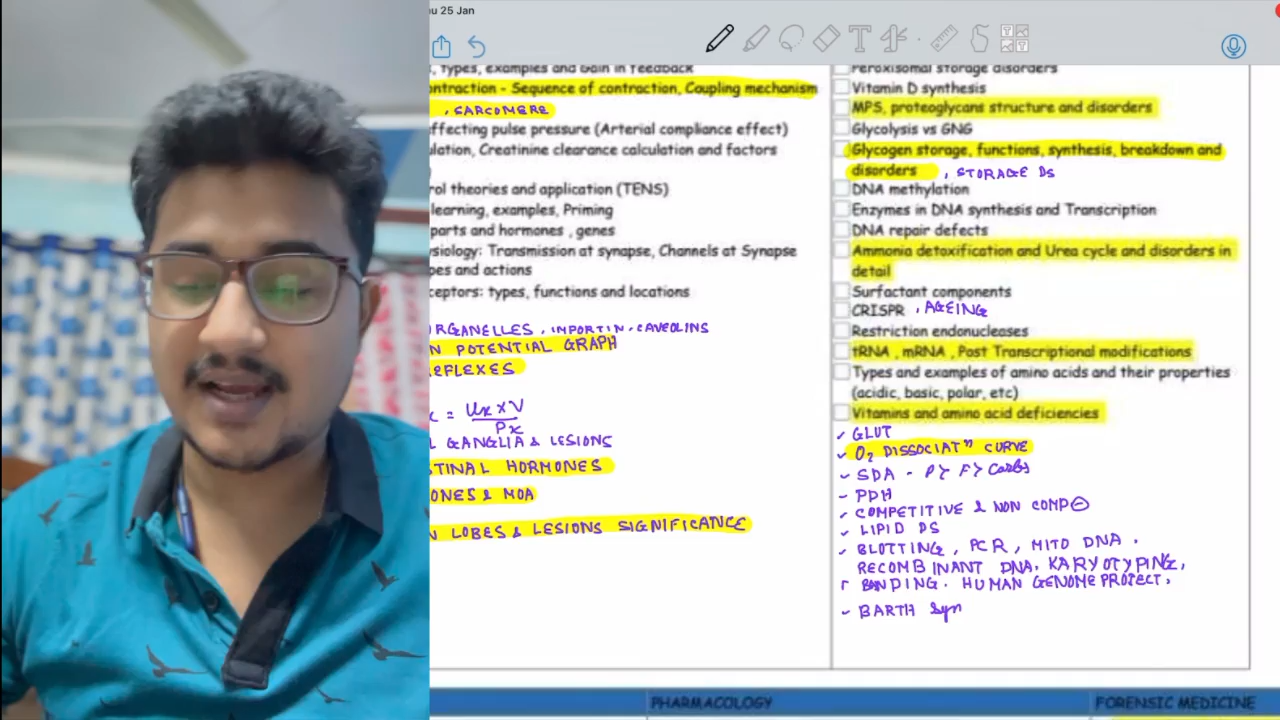 u 25 Jan
, types, examples and Gain in feedback
ontraction - Sequence of contraction, Coupling mechanism
, SARCOMERE
ffecting pulse pressure (Arterial compliance effect)
ulation, Creatinine clearance calculation and factors
rol theories and application (TENS)
learning, examples, Priming
parts and hormones , genes
siology: Transmission at synapse, Channels at Synapse
pes and actions
ceptors: types, functions and locations
RGANELLES , IMPORTIN , CAVEOLINS
N POTENTIAL GRAPH
EFLEXES
= Ux x V
Px
GANGLIA & LESIONS
STINAL HORMONES
ONES & MOA
N LOBES & LESIONS SIGNIFICANCE
Peroxisomal storage disorders
Vitamin D synthesis
MPS, proteoglycans structure and disorders
Glycolysis vs GNG
Glycogen storage, functions, synthesis, breakdown and
disorders , STORAGE DS
DNA methylation
Enzymes in DNA synthesis and Transcription
DNA repair defects
Ammonia detoxification and Urea cycle and disorders in
detail
Surfactant components
CRISPR , AGEING
Restriction endonucleases
tRNA , mRNA , Post Transcriptional modifications
Types and examples of amino acids and their properties
(acidic, basic, polar, etc)
Vitamins and amino acid deficiencies
✓ GLUT
✓ O₂ DISSOCIATⁿ CURVE
✓ SDA - P > F > Carbs
✓ PDH
✓ COMPETITIVE & NON COMP ⊖
✓ LIPID DS
✓ BLOTTING , PCR , MITO DNA .
RECOMBINANT DNA, KARYOTYPING,
BANDING . HUMAN GENOME PROJECT,
✓ BARTH Syn
PHARMACOLOGY
FORENSIC MEDICINE